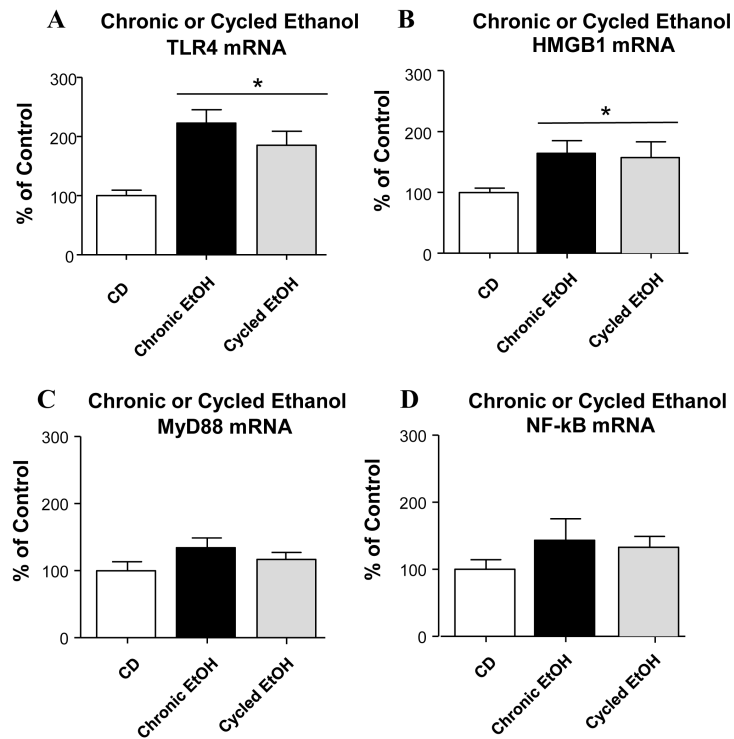 A
Chronic or Cycled Ethanol
TLR4 mRNA
% of Control
300
200
100
0
*
CD
Chronic EtOH
Cycled EtOH
B
Chronic or Cycled Ethanol
HMGB1 mRNA
% of Control
300
200
100
0
*
CD
Chronic EtOH
Cycled EtOH
C
Chronic or Cycled Ethanol
MyD88 mRNA
% of Control
300
200
100
0
CD
Chronic EtOH
Cycled EtOH
D
Chronic or Cycled Ethanol
NF-kB mRNA
% of Control
300
200
100
0
CD
Chronic EtOH
Cycled EtOH